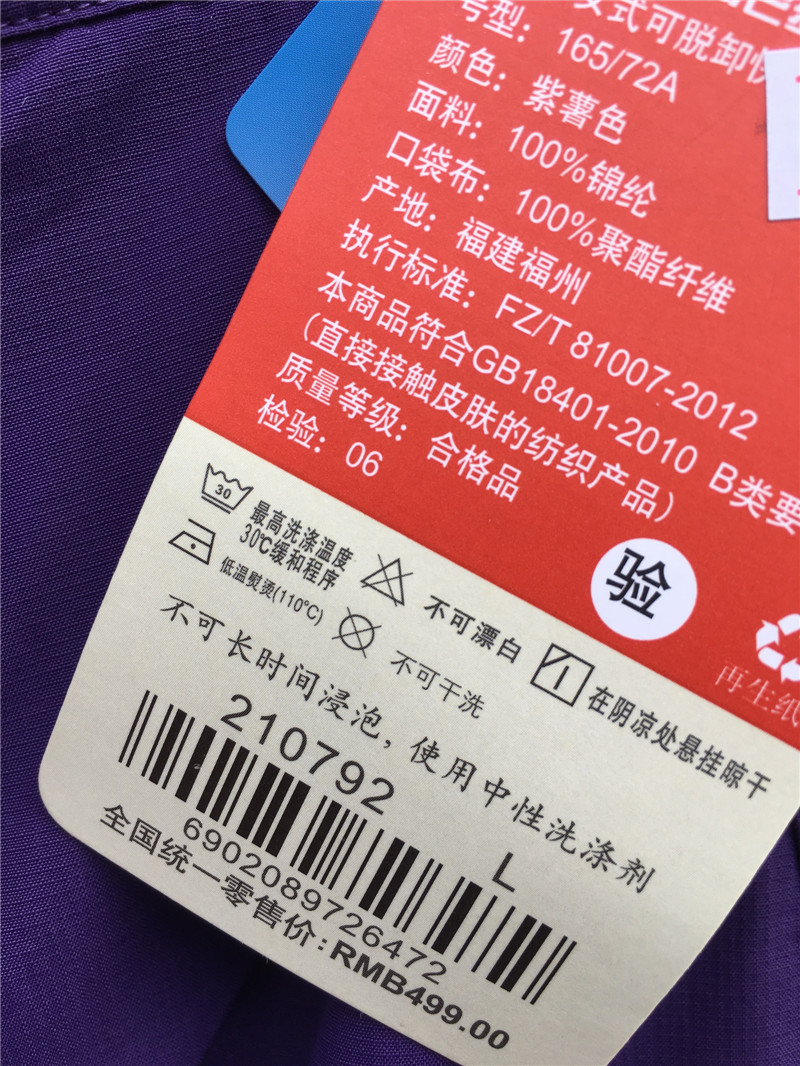 女式可脱卸快
号型: 165/72A
颜色: 紫薯色
面料: 100%锦纶
口袋布: 100%聚酯纤维
产地: 福建福州
执行标准: FZ/T 81007-2012
本商品符合GB18401-2010 B类要
(直接接触皮肤的纺织产品)
质量等级: 合格品
检验: 06
验
再生纸
30
最高洗涤温度
30℃缓和程序
不可漂白
在阴凉处悬挂晾干
低温熨烫(110℃)
不可干洗
不可长时间浸泡, 使用中性洗涤剂
210792
L
6902089726472
全国统一零售价:RMB499.00